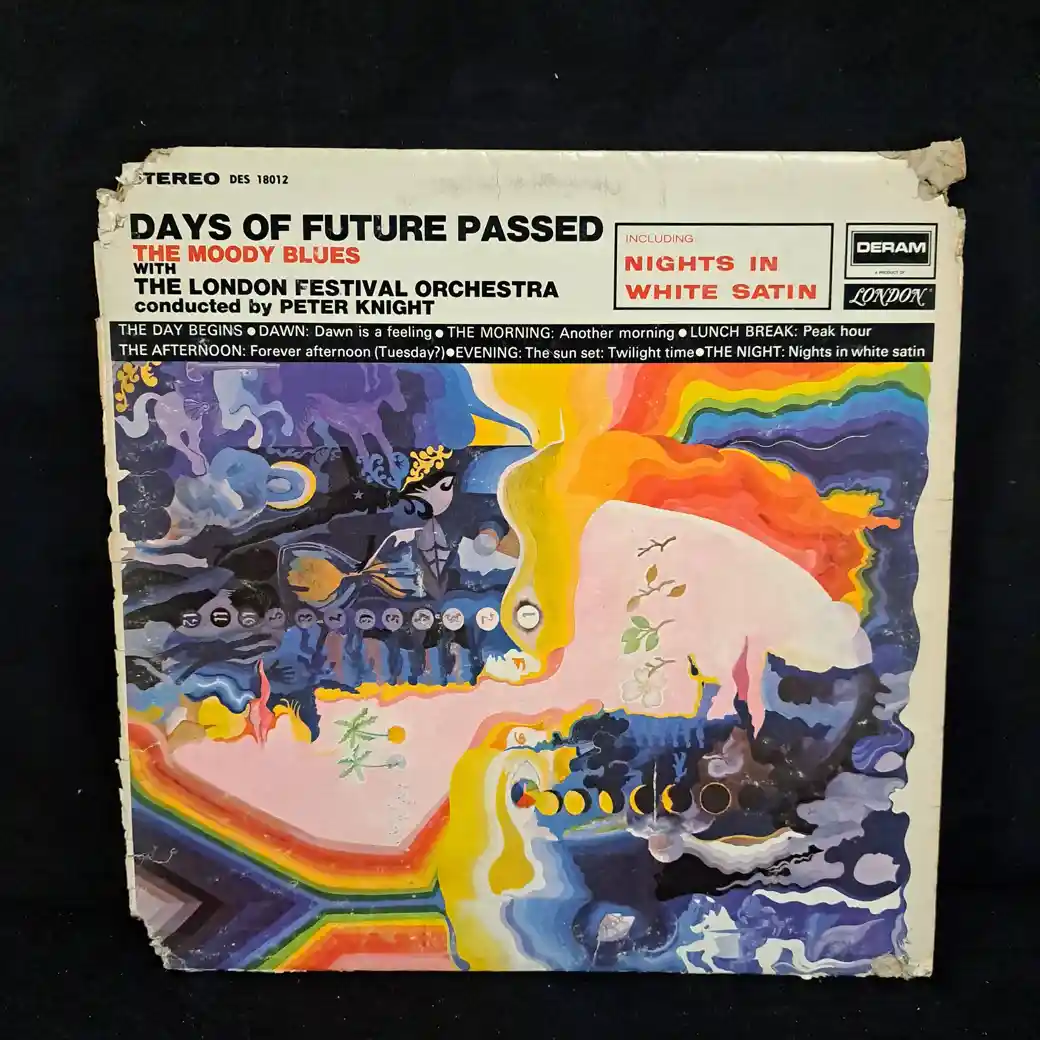 STEREO DES 18012
DAYS OF FUTURE PASSED
THE MOODY BLUES
WITH
THE LONDON FESTIVAL ORCHESTRA
conducted by PETER KNIGHT
INCLUDING
NIGHTS IN
WHITE SATIN
DERAM
A PRODUCT OF
LONDON
THE DAY BEGINS ● DAWN: Dawn is a feeling ● THE MORNING: Another morning ● LUNCH BREAK: Peak hour
THE AFTERNOON: Forever afternoon (Tuesday?) ● EVENING: The sun set: Twilight time ● THE NIGHT: Nights in white satin